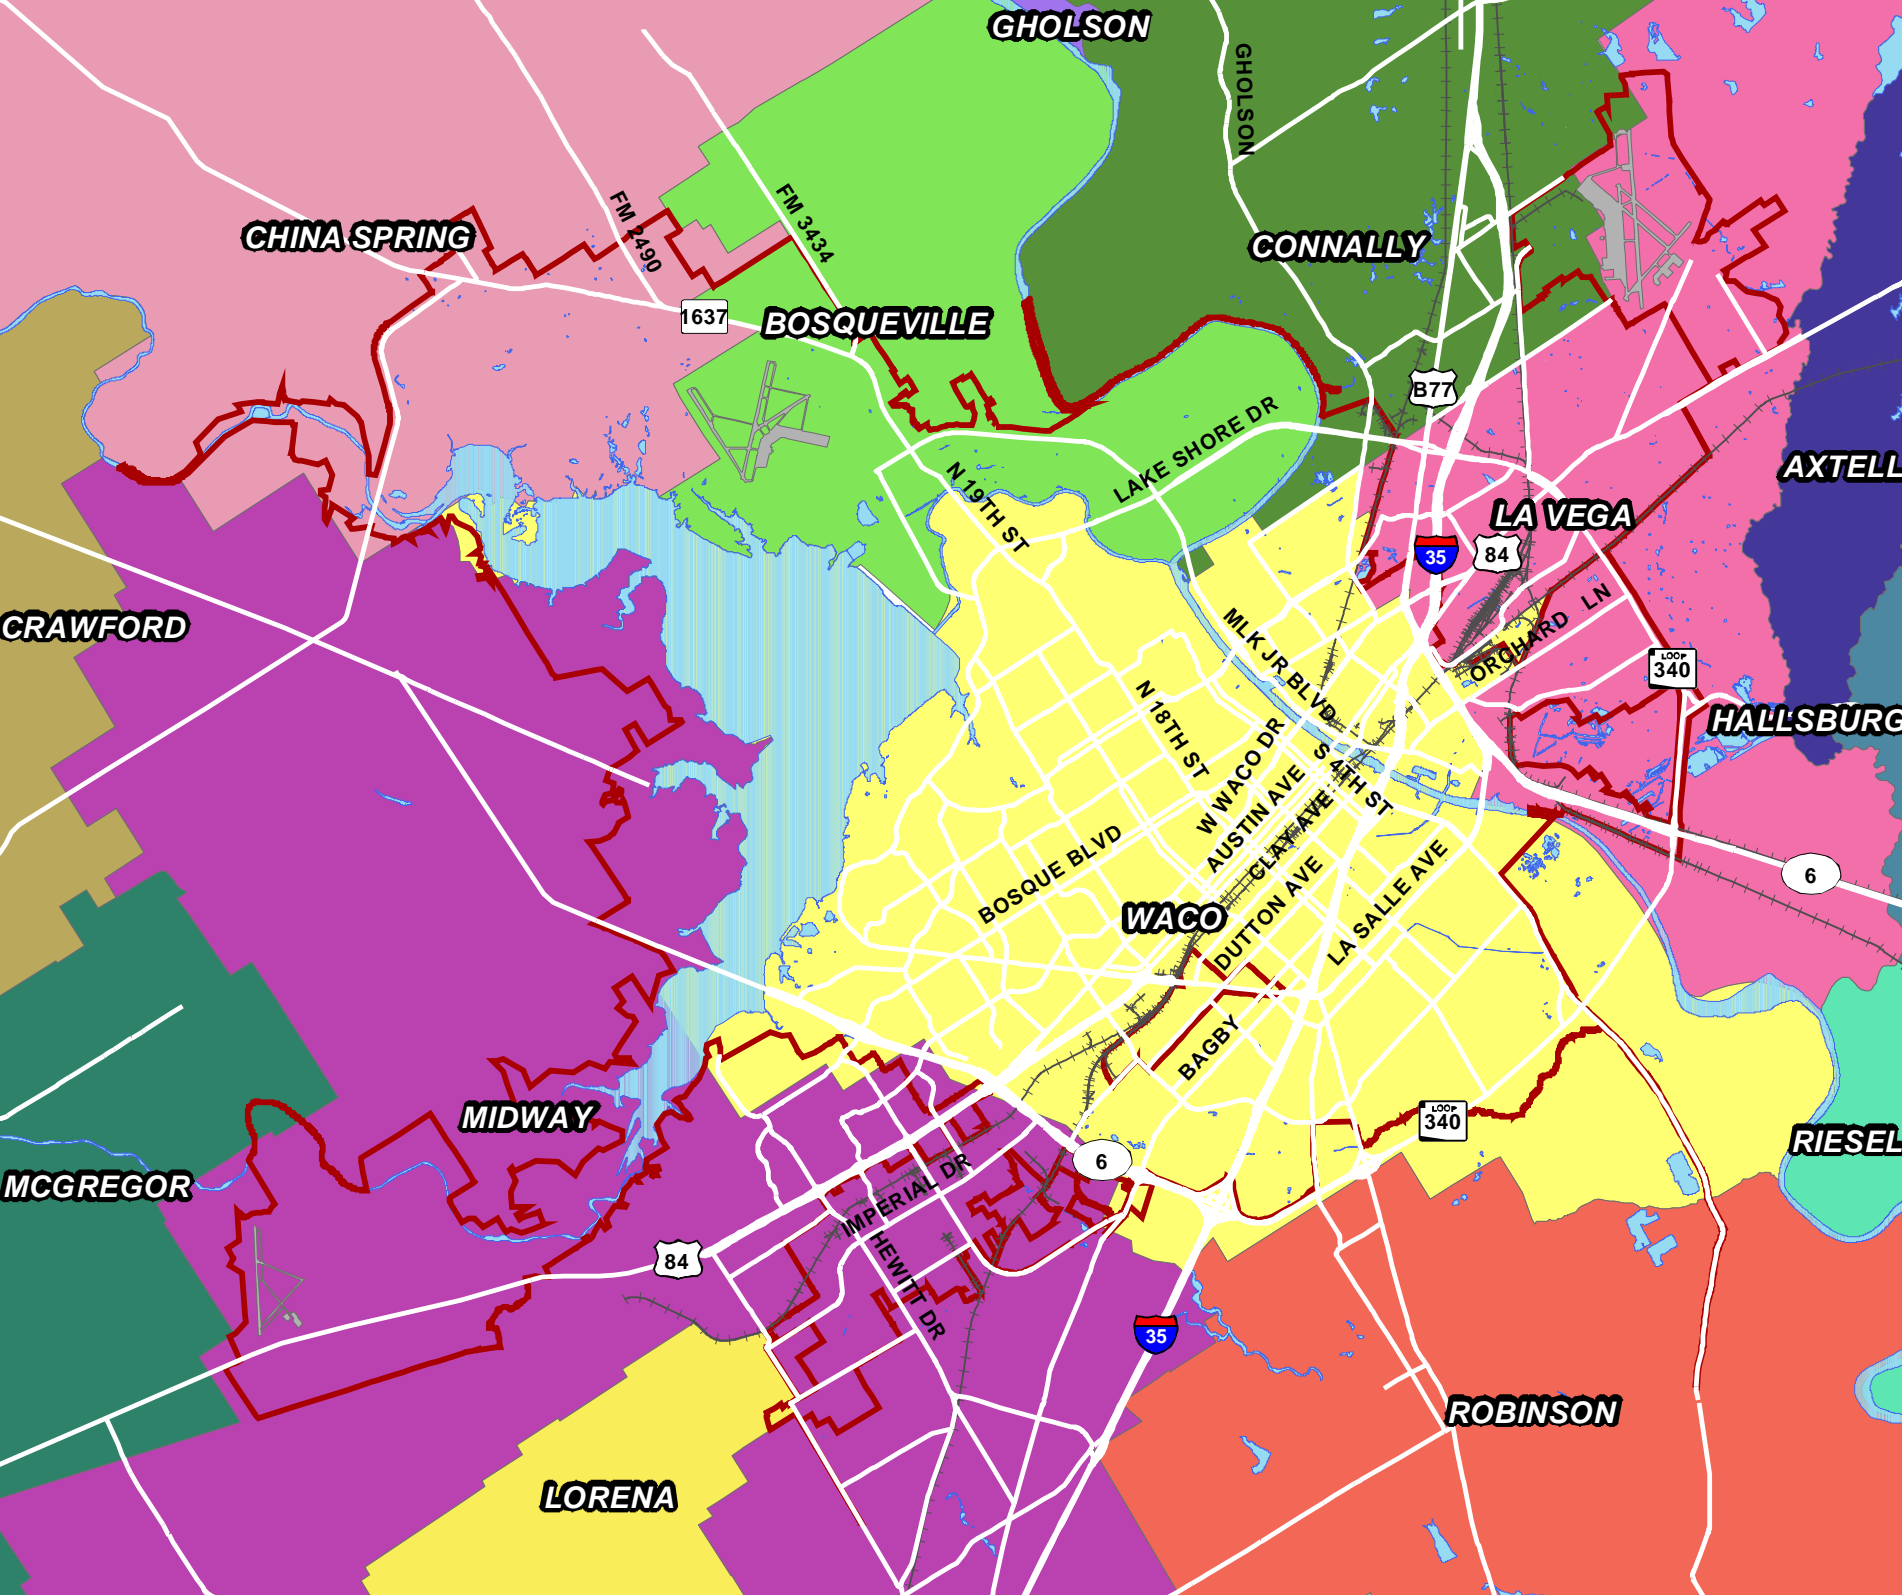 GHOLSON
GHOLSON
CHINA SPRING
FM 2490
FM 3434
CONNALLY
1637
BOSQUEVILLE
B77
LAKE SHORE DR
N 19TH ST
AXTELL
LA VEGA
35
84
CRAWFORD
MLK JR BLVD
ORCHARD LN
LOOP
340
N 18TH ST
HALLSBURG
W WACO DR
S 4TH ST
AUSTIN AVE
CLAY AVE
BOSQUE BLVD
DUTTON AVE
LA SALLE AVE
6
WACO
BAGBY
MIDWAY
LOOP
340
RIESEL
MCGREGOR
6
IMPERIAL DR
84
HEWITT DR
35
ROBINSON
LORENA